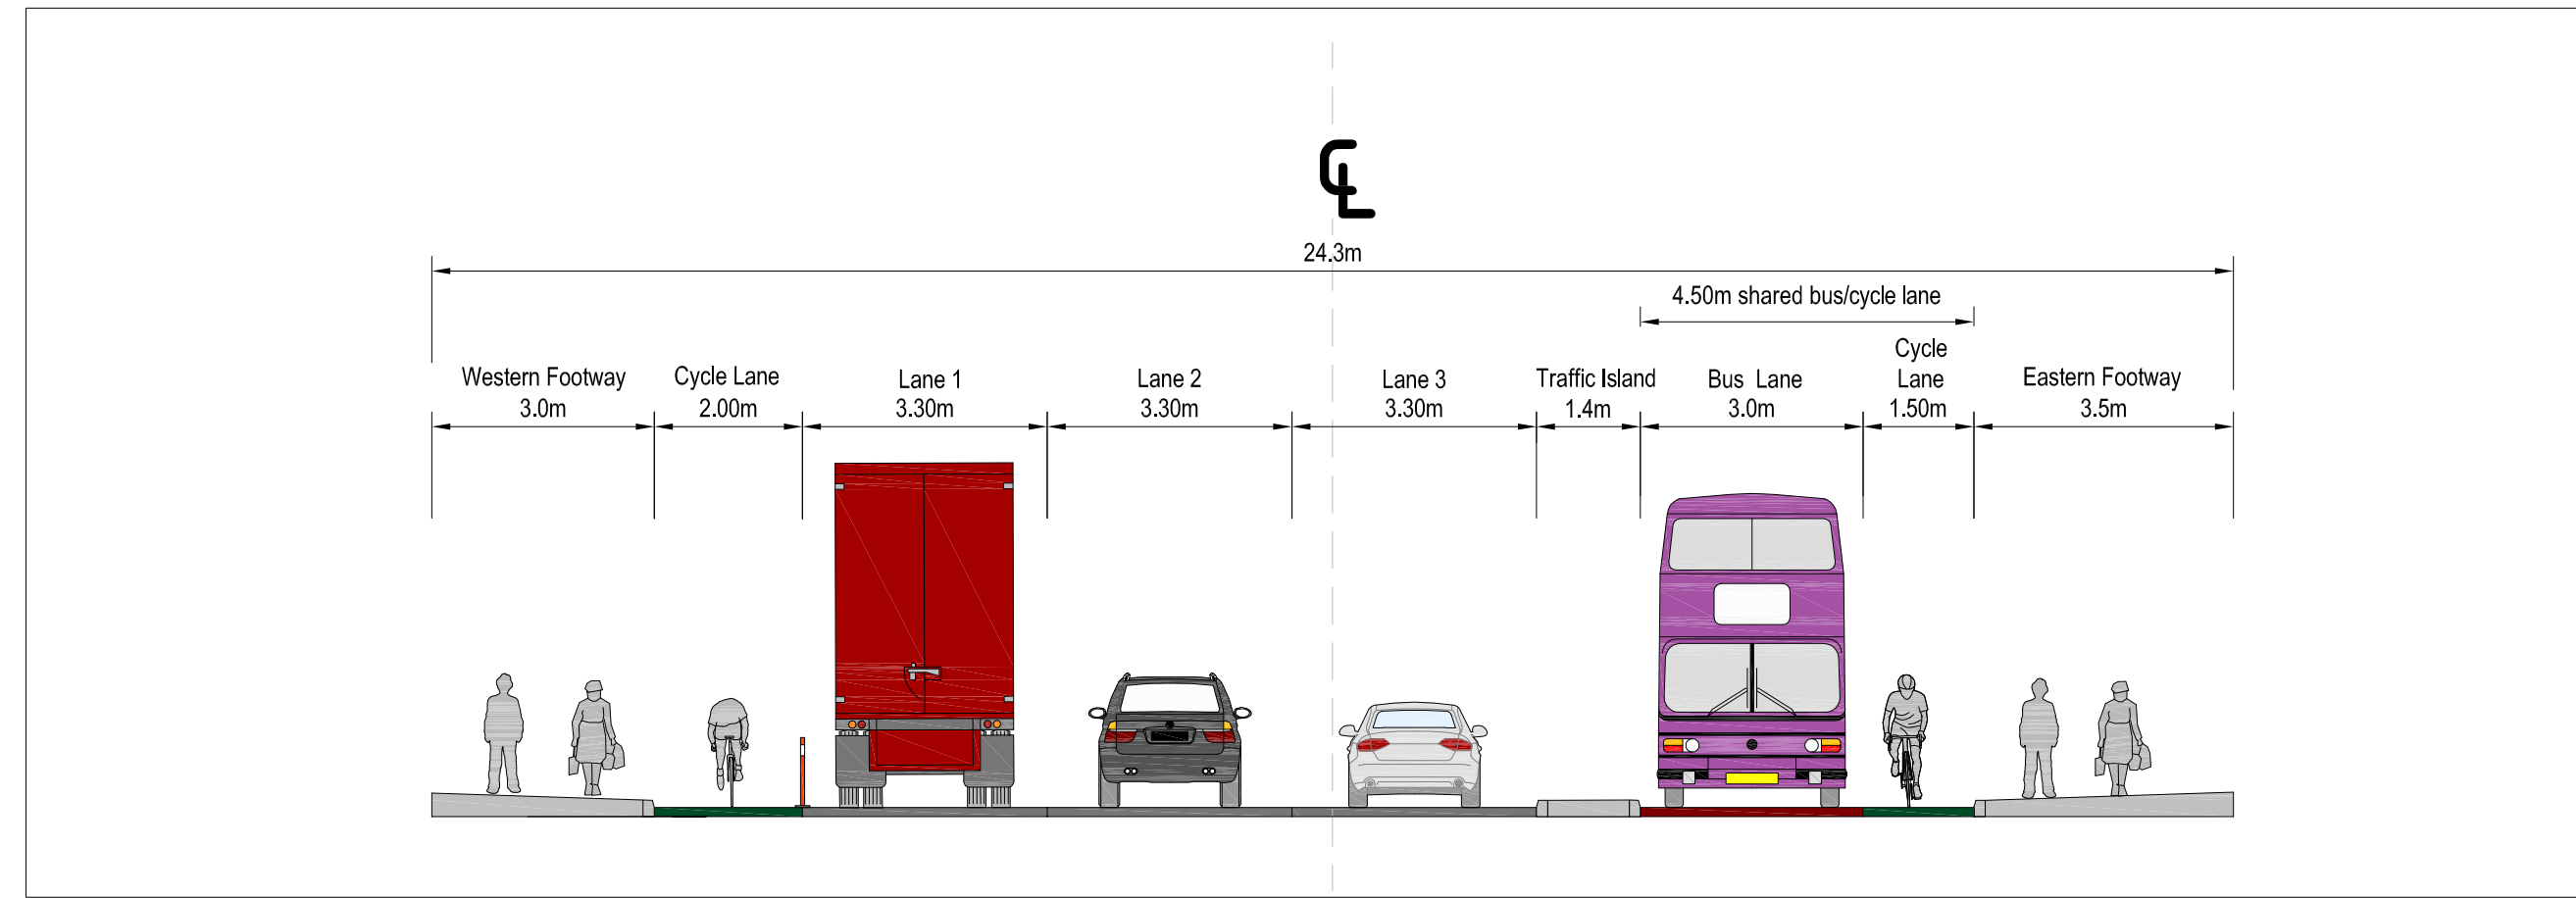 ℄
24.3m
4.50m shared bus/cycle lane
Western Footway
3.0m
Cycle Lane
2.00m
Lane 1
3.30m
Lane 2
3.30m
Lane 3
3.30m
Traffic Island
1.4m
Bus Lane
3.0m
Cycle
Lane
1.50m
Eastern Footway
3.5m